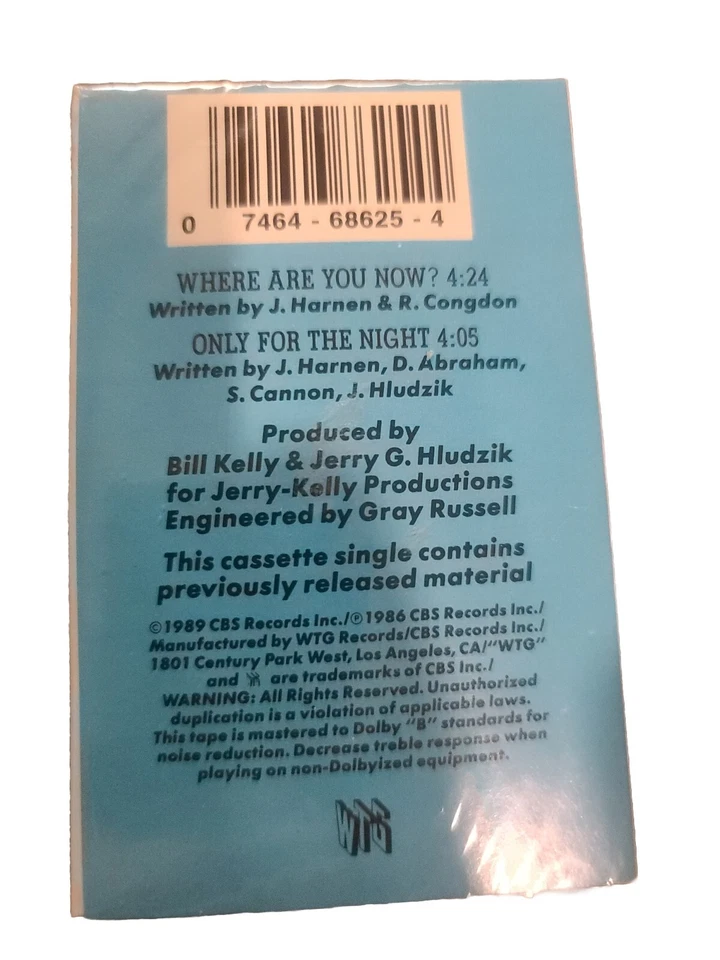 0 7464 - 68625 - 4
WHERE ARE YOU NOW? 4:24
Written by J. Harnen & R. Congdon
ONLY FOR THE NIGHT 4:05
Written by J. Harnen, D. Abraham,
S. Cannon, J. Hludzik
Produced by
Bill Kelly & Jerry G. Hludzik
for Jerry-Kelly Productions
Engineered by Gray Russell
This cassette single contains
previously released material
©1989 CBS Records Inc./℗1986 CBS Records Inc./
Manufactured by WTG Records/CBS Records Inc./
1801 Century Park West, Los Angeles, CA/"WTG"
and are trademarks of CBS Inc./
WARNING: All Rights Reserved. Unauthorized
duplication is a violation of applicable laws.
This tape is mastered to Dolby "B" standards for
noise reduction. Decrease treble response when
playing on non-Dolbyized equipment.
WTG